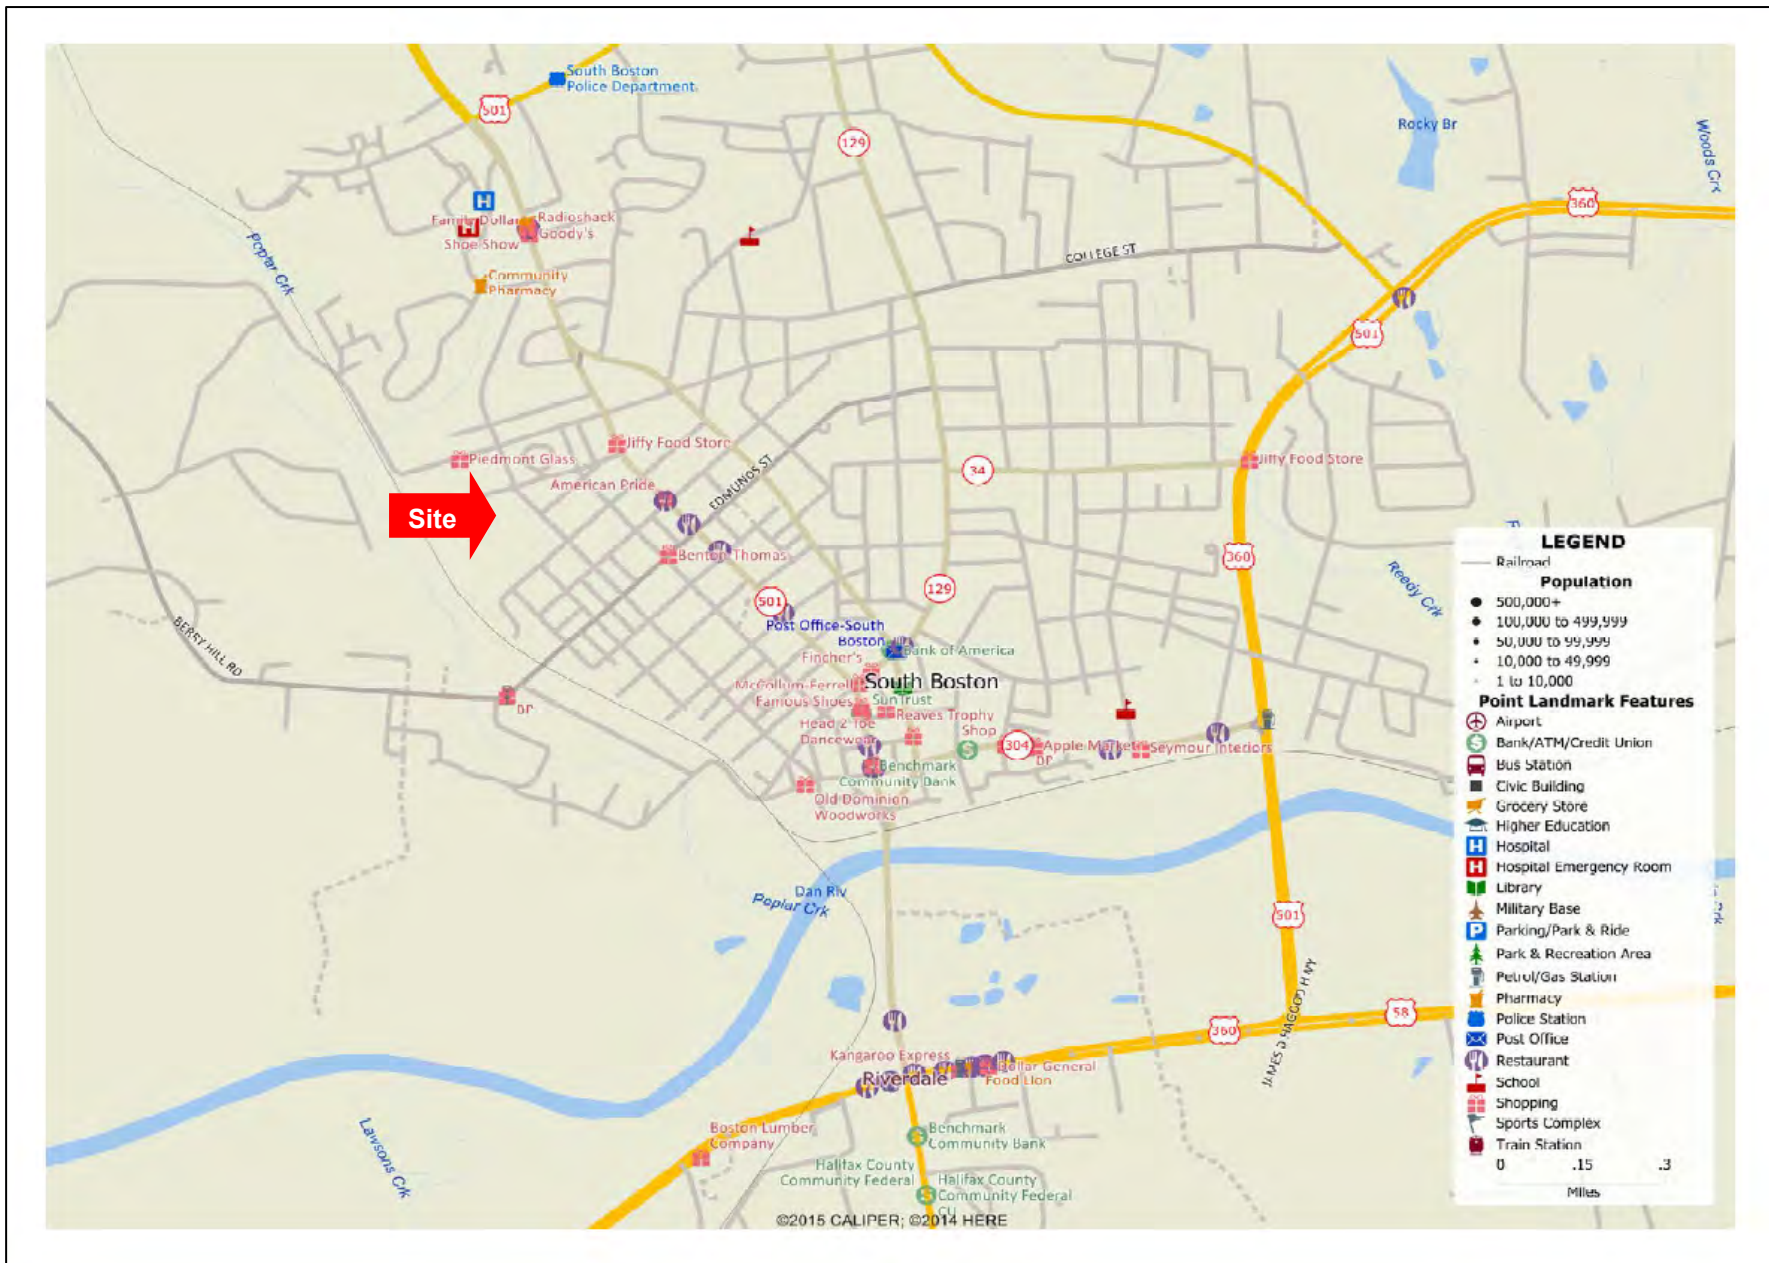 South Boston
Police Department
501
129
Rocky Br
Woods Crk
360
Family Dollar
Radioshack
Shoe Show
Goody's
Poplar Crk
COLLEGE ST
Community
Pharmacy
501
Jiffy Food Store
Piedmont Glass
34
Jiffy Food Store
American Pride
EDMUNDS ST
Site
Benton Thomas
360
Reedy Crk
501
129
BERRY HILL RD
Post Office-South
Boston
Bank of America
Fincher's
McCollum-Ferrell
South Boston
Famous Shoes
SunTrust
BP
Head 2 Toe
Dancewear
Reaves Trophy
Shop
304
Apple Market
BP
Seymour Interiors
Benchmark
Community Bank
Old Dominion
Woodworks
Dan Riv
Poplar Crk
501
JAMES D HAGOOD HWY
58
360
Kangaroo Express
Riverdale
Dollar General
Food Lion
Boston Lumber
Company
Benchmark
Community Bank
Lawsons Crk
Halifax County
Community Federal
Halifax County
Community Federal
CU
©2015 CALIPER; ©2014 HERE
LEGEND
Railroad
Population
500,000+
100,000 to 499,999
50,000 to 99,999
10,000 to 49,999
1 to 10,000
Point Landmark Features
Airport
Bank/ATM/Credit Union
Bus Station
Civic Building
Grocery Store
Higher Education
Hospital
Hospital Emergency Room
Library
Military Base
Parking/Park & Ride
Park & Recreation Area
Petrol/Gas Station
Pharmacy
Police Station
Post Office
Restaurant
School
Shopping
Sports Complex
Train Station
0 .15 .3
Miles